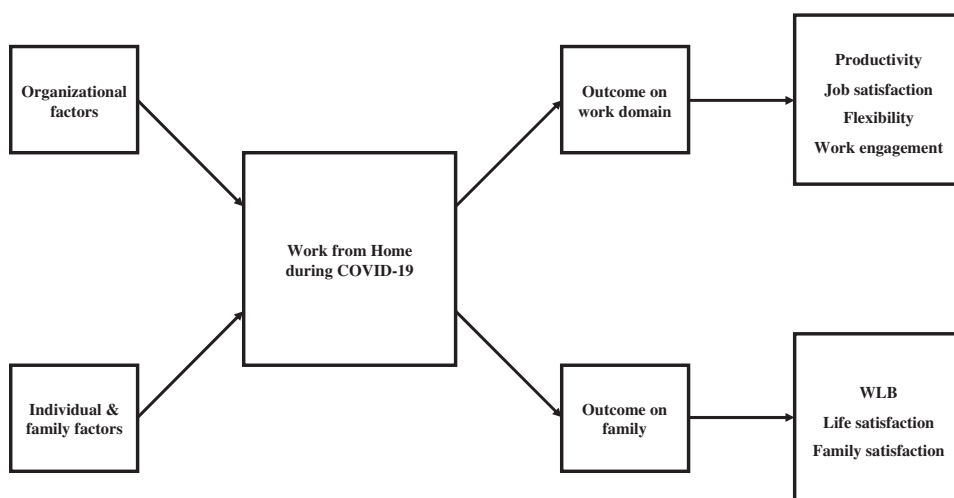 Organizational
factors
Individual &
family factors
Work from Home
during COVID-19
Outcome on
work domain
Outcome on
family
Productivity
Job satisfaction
Flexibility
Work engagement
WLB
Life satisfaction
Family satisfaction